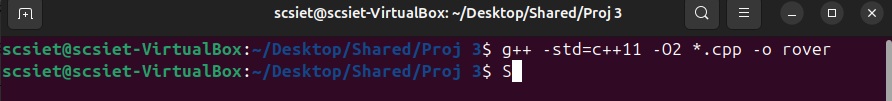 scsiet@scsiet-VirtualBox: ~/Desktop/Shared/Proj 3
scsiet@scsiet-VirtualBox:~/Desktop/Shared/Proj 3$ g++ -std=c++11 -O2 *.cpp -o rover
scsiet@scsiet-VirtualBox:~/Desktop/Shared/Proj 3$ S